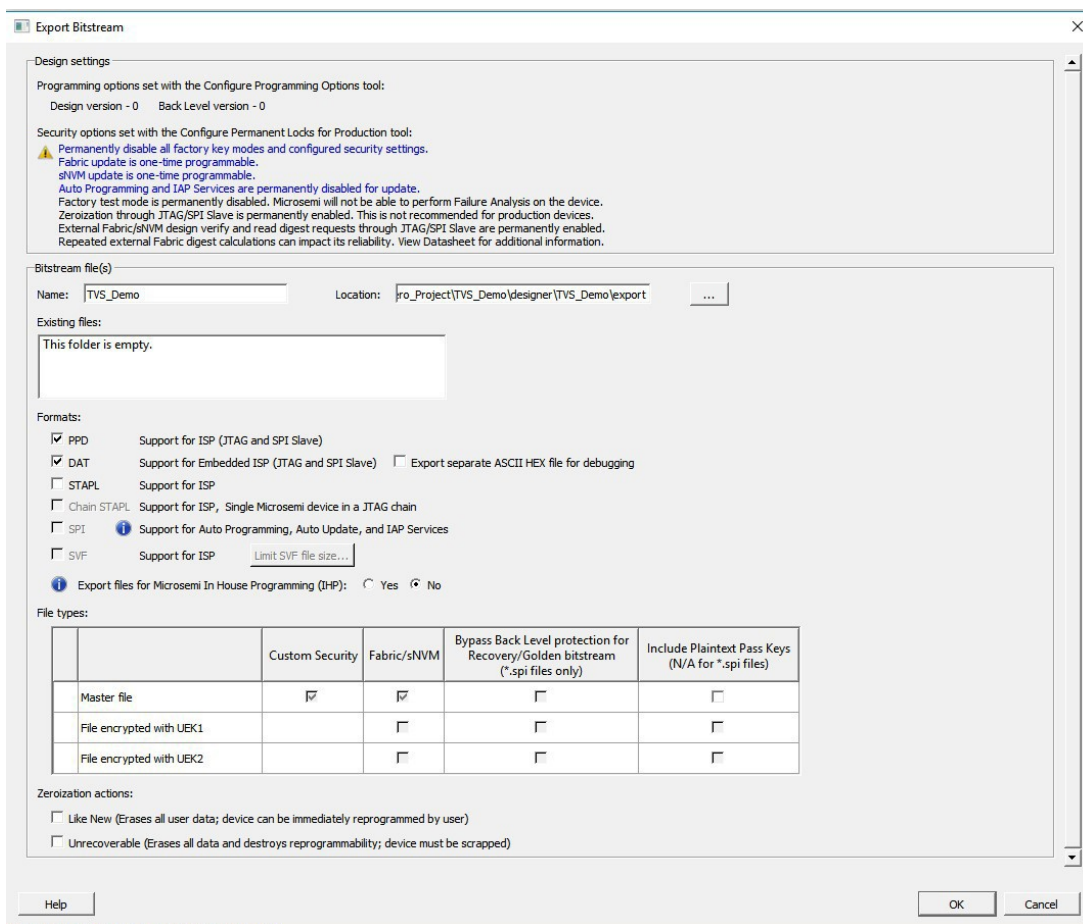 Export Bitstream
Design settings
Programming options set with the Configure Programming Options tool:
Design version - 0 Back Level version - 0
Security options set with the Configure Permanent Locks for Production tool:
Permanently disable all factory key modes and configured security settings.
Fabric update is one-time programmable.
sNVM update is one-time programmable.
Auto Programming and IAP Services are permanently disabled for update.
Factory test mode is permanently disabled. Microsemi will not be able to perform Failure Analysis on the device.
Zeroization through JTAG/SPI Slave is permanently enabled. This is not recommended for production devices.
External Fabric/sNVM design verify and read digest requests through JTAG/SPI Slave are permanently enabled.
Repeated external Fabric digest calculations can impact its reliability. View Datasheet for additional information.
Bitstream file(s)
Name: TVS_Demo Location: ero_Project\TVS_Demo\designer\TVS_Demo\export ...
Existing files:
This folder is empty.
Formats:
PPD Support for ISP (JTAG and SPI Slave)
DAT Support for Embedded ISP (JTAG and SPI Slave) Export separate ASCII HEX file for debugging
STAPL Support for ISP
Chain STAPL Support for ISP, Single Microsemi device in a JTAG chain
SPI Support for Auto Programming, Auto Update, and IAP Services
SVF Support for ISP Limit SVF file size...
Export files for Microsemi In House Programming (IHP): Yes No
File types:
Custom Security Fabric/sNVM Bypass Back Level protection for Recovery/Golden bitstream (*.spi files only) Include Plaintext Pass Keys (N/A for *.spi files)
Master file
File encrypted with UEK1
File encrypted with UEK2
Zeroization actions:
Like New (Erases all user data; device can be immediately reprogrammed by user)
Unrecoverable (Erases all data and destroys reprogrammability; device must be scrapped)
Help OK Cancel